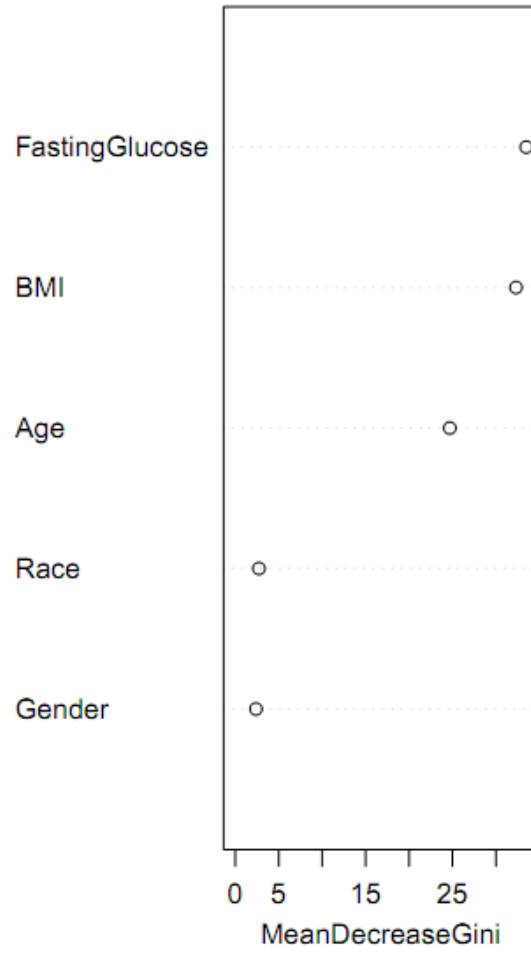 FastingGlucose
BMI
Age
Race
Gender
0 5 15 25
MeanDecreaseGini